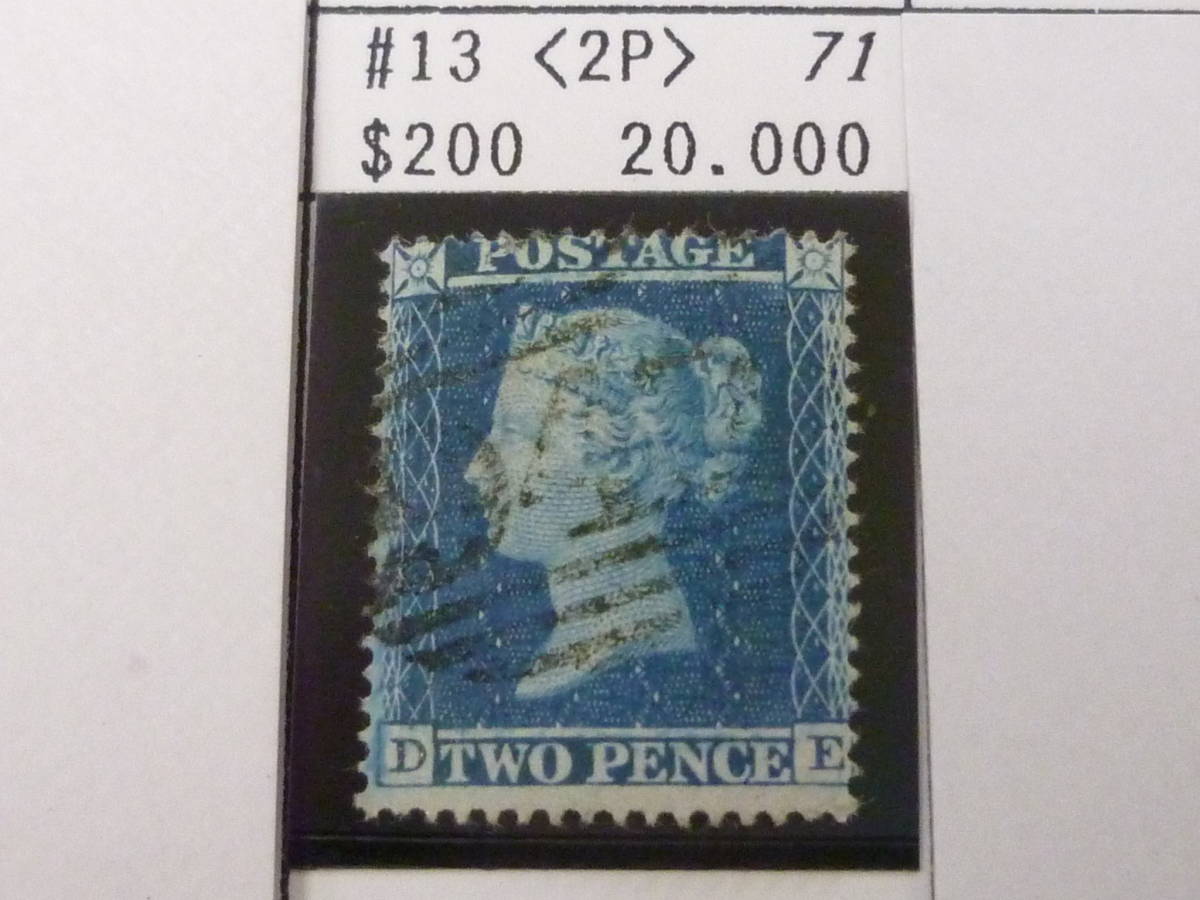 #13 <2P> 71
$200 20.000
POSTAGE
D TWO PENCE E